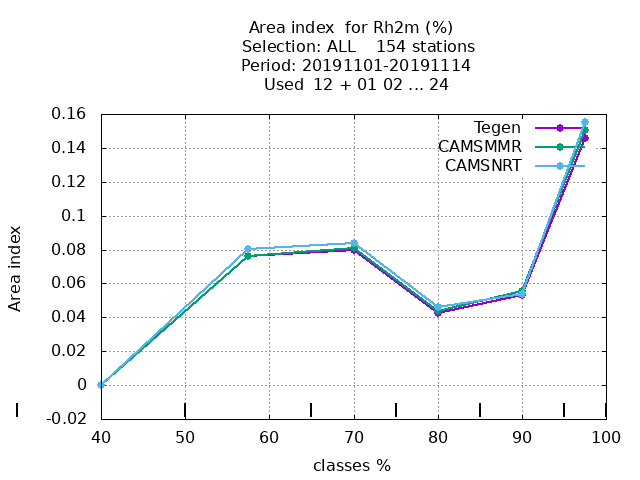 Area index  for Rh2m (%)
Selection: ALL    154 stations
Period: 20191101-20191114
Used  12 + 01 02 ... 24
0.16
0.14
0.12
0.1
0.08
0.06
0.04
0.02
0
-0.02
Tegen
CAMSMMR
CAMSNRT
Area index
40 50 60 70 80 90 100
classes %